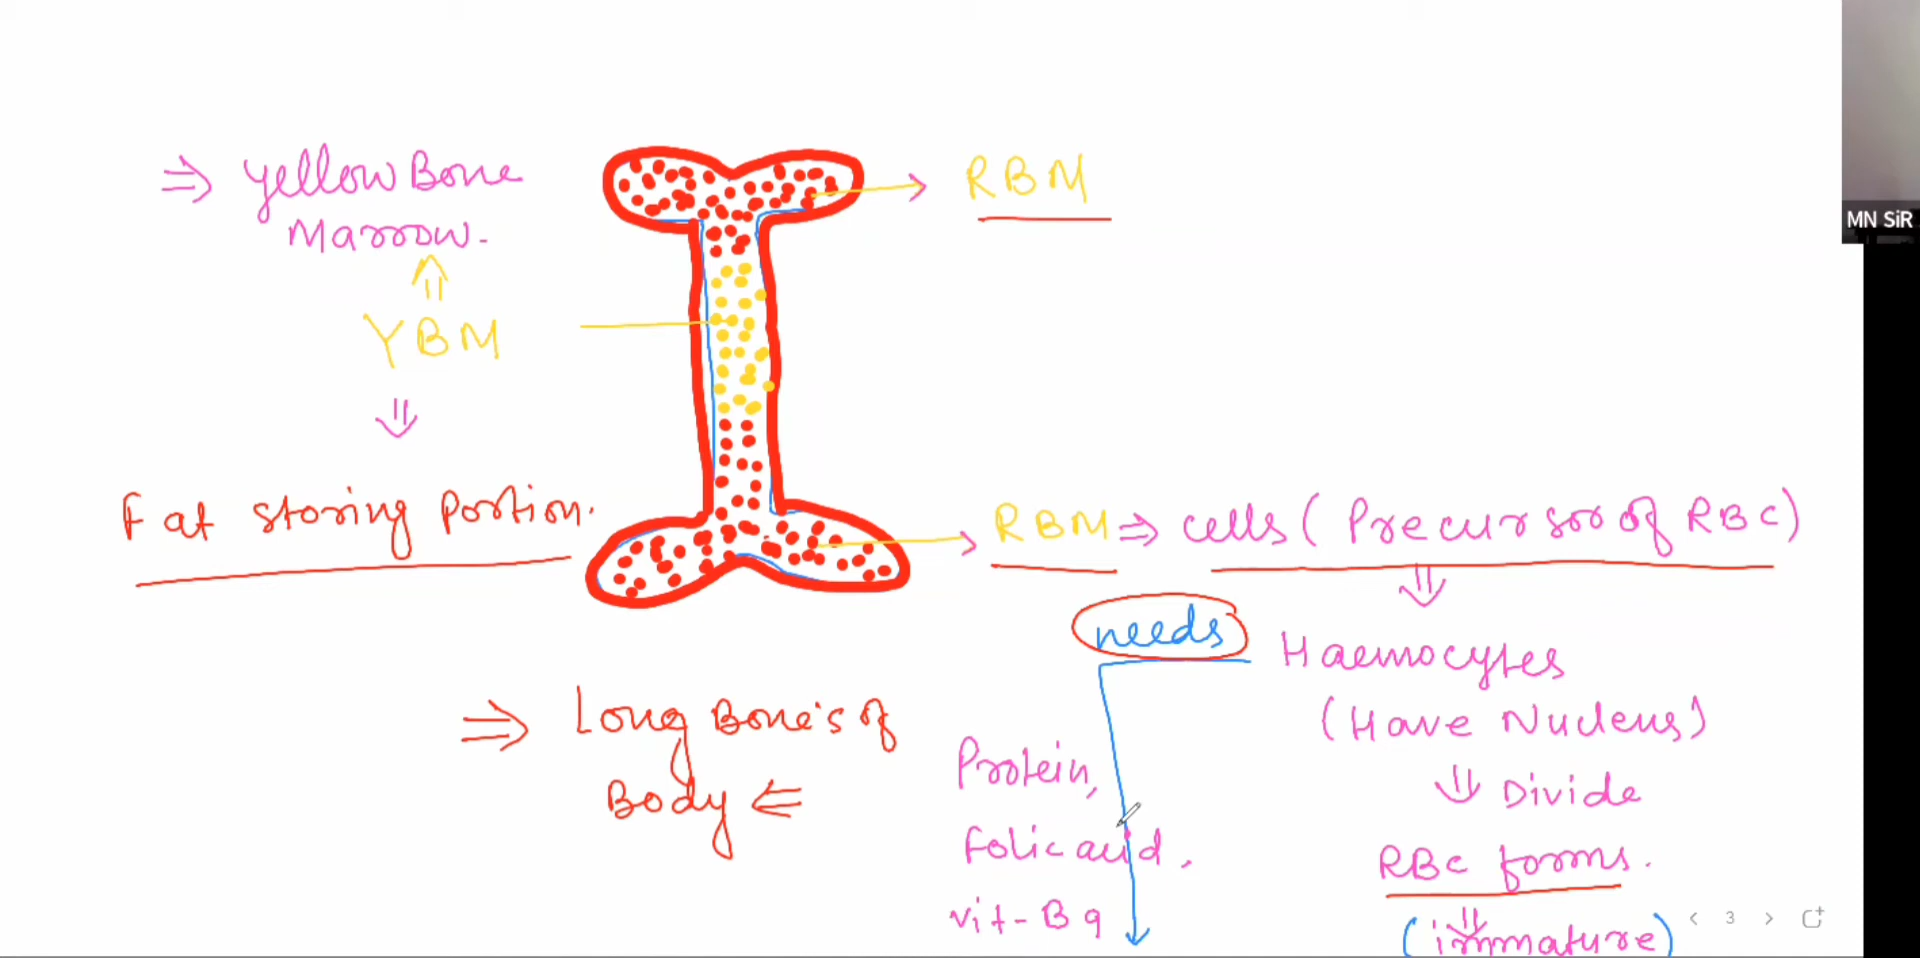 ⇒ Yellow Bone
Marrow.
YBM
Fat storing Portion.
RBM
RBM ⇒ cells ( Precursor of RBC )
needs
Haemocytes
( Have Nucleus )
⇓ Divide
RBC forms.
( immature )
Protein,
Folic acid,
vit-B9
⇒ Long Bone's of
Body ⇐
MN SiR
< 3 >